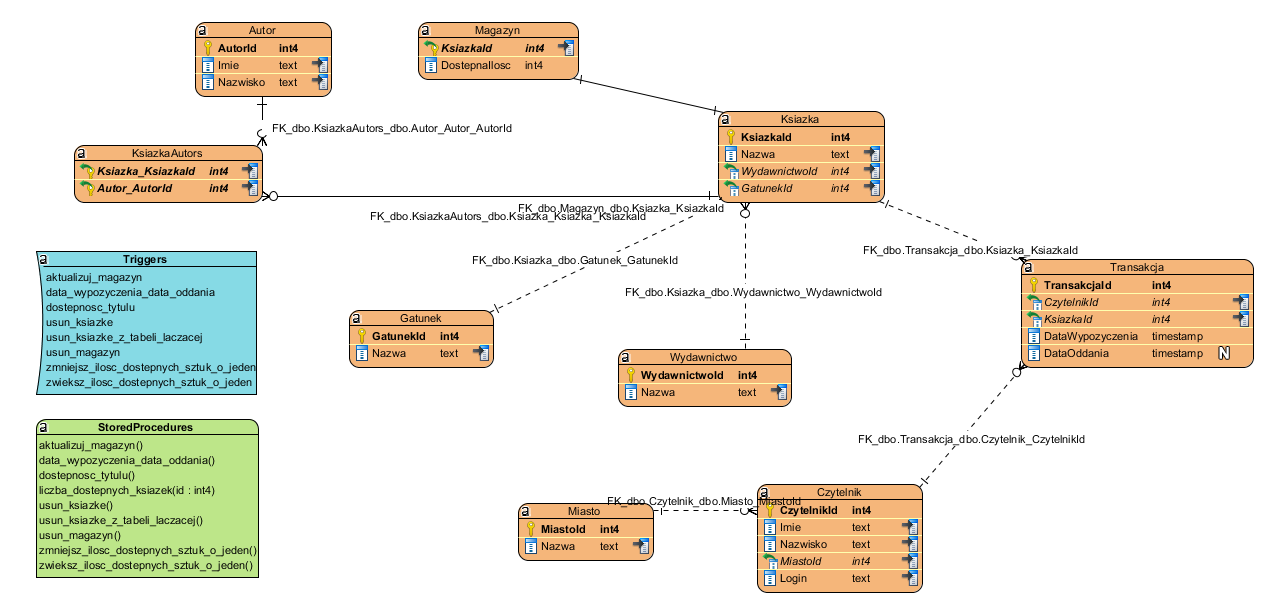 Autor
AutorId int4
Imie text
Nazwisko text
Magazyn
KsiazkaId int4
DostepnaIlosc int4
FK_dbo.KsiazkaAutors_dbo.Autor_Autor_AutorId
KsiazkaAutors
Ksiazka_KsiazkaId int4
Autor_AutorId int4
Ksiazka
KsiazkaId int4
Nazwa text
WydawnictwoId int4
GatunekId int4
FK_dbo.Magazyn_dbo.Ksiazka_KsiazkaId
FK_dbo.KsiazkaAutors_dbo.Ksiazka_Ksiazka_KsiazkaId
FK_dbo.Ksiazka_dbo.Gatunek_GatunekId
FK_dbo.Transakcja_dbo.Ksiazka_KsiazkaId
FK_dbo.Ksiazka_dbo.Wydawnictwo_WydawnictwoId
Triggers
aktualizuj_magazyn
data_wypozyczenia_data_oddania
dostepnosc_tytulu
usun_ksiazke
usun_ksiazke_z_tabeli_laczacej
usun_magazyn
zmniejsz_ilosc_dostepnych_sztuk_o_jeden
zwieksz_ilosc_dostepnych_sztuk_o_jeden
Transakcja
TransakcjaId int4
CzytelnikId int4
KsiazkaId int4
DataWypozyczenia timestamp
DataOddania timestamp N
Gatunek
GatunekId int4
Nazwa text
Wydawnictwo
WydawnictwoId int4
Nazwa text
StoredProcedures
aktualizuj_magazyn()
data_wypozyczenia_data_oddania()
dostepnosc_tytulu()
liczba_dostepnych_ksiazek(id : int4)
usun_ksiazke()
usun_ksiazke_z_tabeli_laczacej()
usun_magazyn()
zmniejsz_ilosc_dostepnych_sztuk_o_jeden()
zwieksz_ilosc_dostepnych_sztuk_o_jeden()
FK_dbo.Transakcja_dbo.Czytelnik_CzytelnikId
FK_dbo.Czytelnik_dbo.Miasto_MiastoId
Miasto
MiastoId int4
Nazwa text
Czytelnik
CzytelnikId int4
Imie text
Nazwisko text
MiastoId int4
Login text